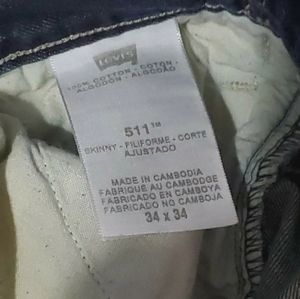 LEVI'S
100% COTTON - COTON -
ALGODON - ALGODÃO
511™
SKINNY - FILIFORME - CORTE
AJUSTADO
MADE IN CAMBODIA
FABRIQUE AU CAMBODGE
FABRICADO EN CAMBOYA
FABRICADO NO CAMBOJA
34 x 34